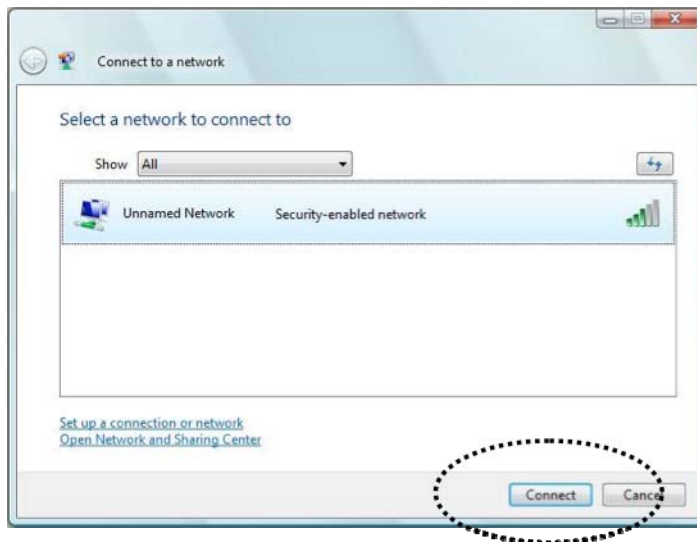 Connect to a network
Select a network to connect to
Show All
Unnamed Network Security-enabled network
Set up a connection or network
Open Network and Sharing Center
Connect Cancel